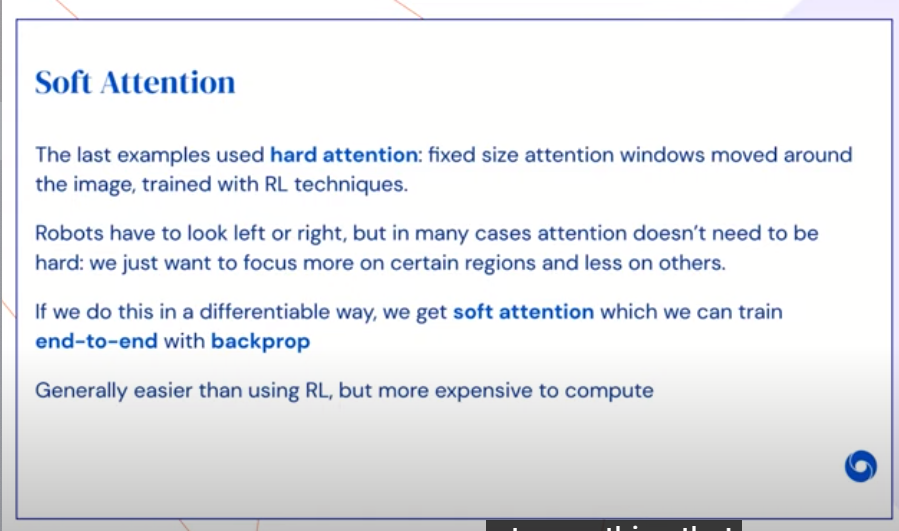 Soft Attention
The last examples used hard attention: fixed size attention windows moved around
the image, trained with RL techniques.
Robots have to look left or right, but in many cases attention doesn’t need to be
hard: we just want to focus more on certain regions and less on others.
If we do this in a differentiable way, we get soft attention which we can train
end-to-end with backprop
Generally easier than using RL, but more expensive to compute